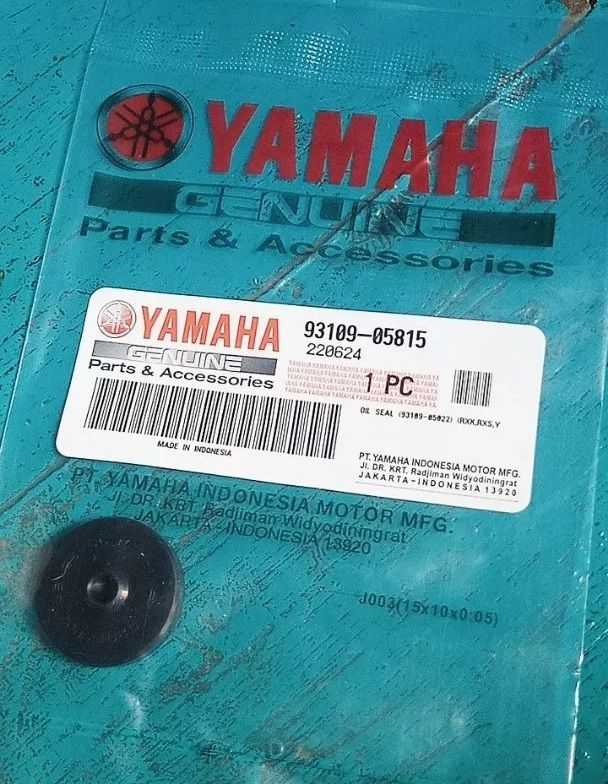 YAMAHA
GENUINE
Parts & Accessories
YAMAHA
GENUINE
Parts & Accessories
93109-05815
220624
1 PC
OIL SEAL (93109-05022) (RXK,RXS,Y
MADE IN INDONESIA
PT. YAMAHA INDONESIA MOTOR MFG.
Jl. DR. KRT. Radjiman Widyodiningrat
JAKARTA - INDONESIA 13920
PT. YAMAHA INDONESIA MOTOR MFG.
Jl. DR. KRT. Radjiman Widyodiningrat
JAKARTA - INDONESIA 13920
J003(15x10x0.05)